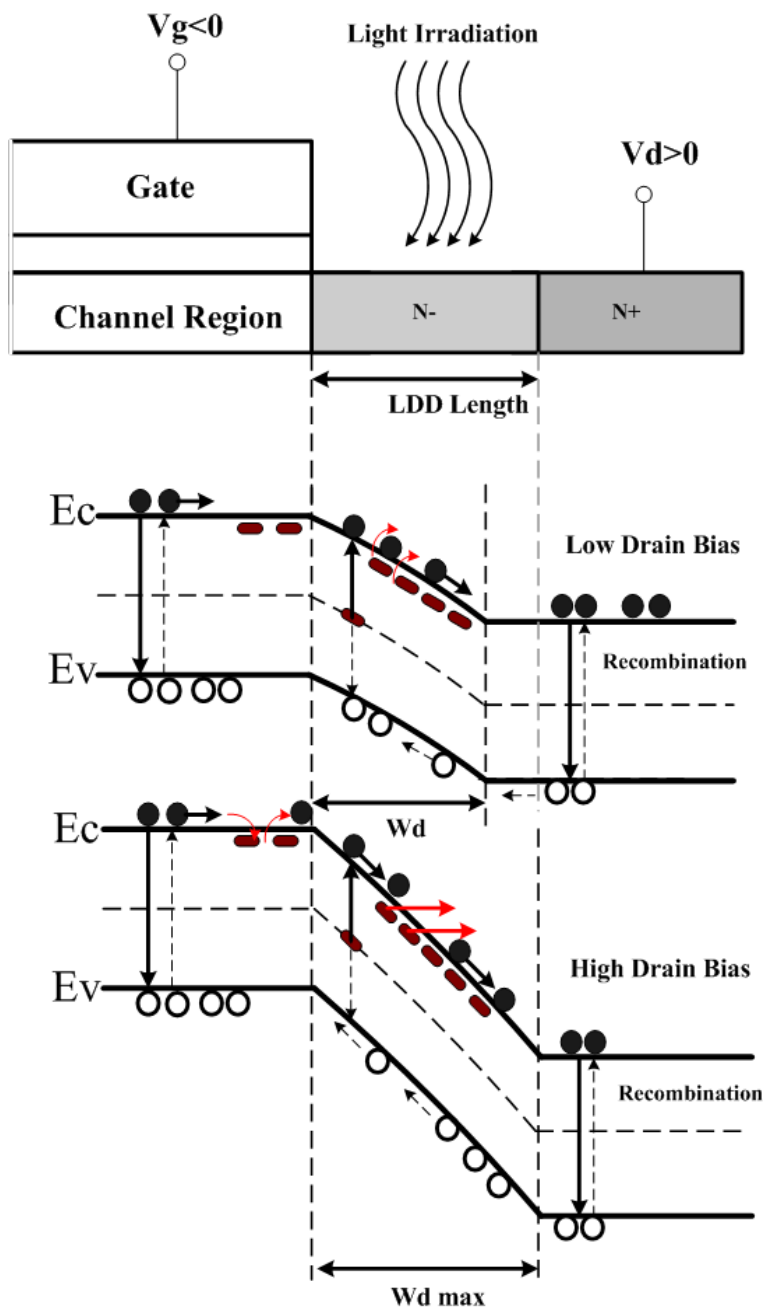 Vg<0
Light Irradiation
Vd>0
Gate
Channel Region
N-
N+
LDD Length
Ec
Low Drain Bias
Ev
Recombination
Wd
Ec
High Drain Bias
Ev
Recombination
Wd max